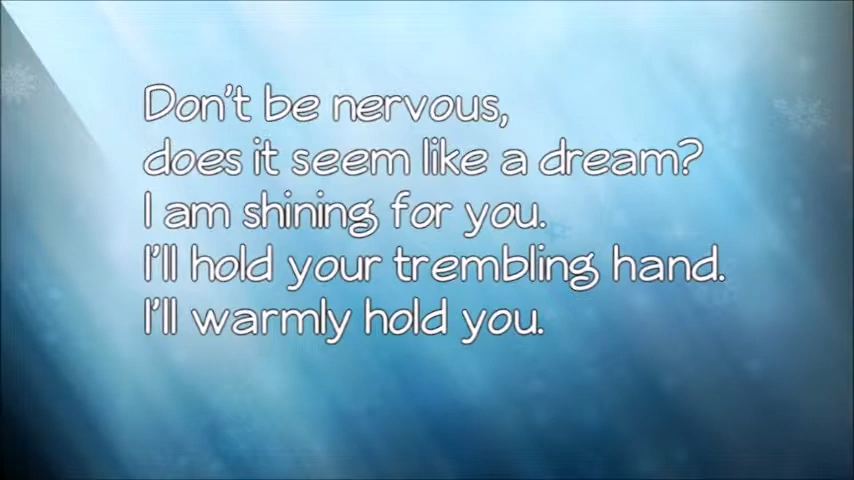 Don't be nervous,
does it seem like a dream?
I am shining for you.
I'll hold your trembling hand.
I'll warmly hold you.